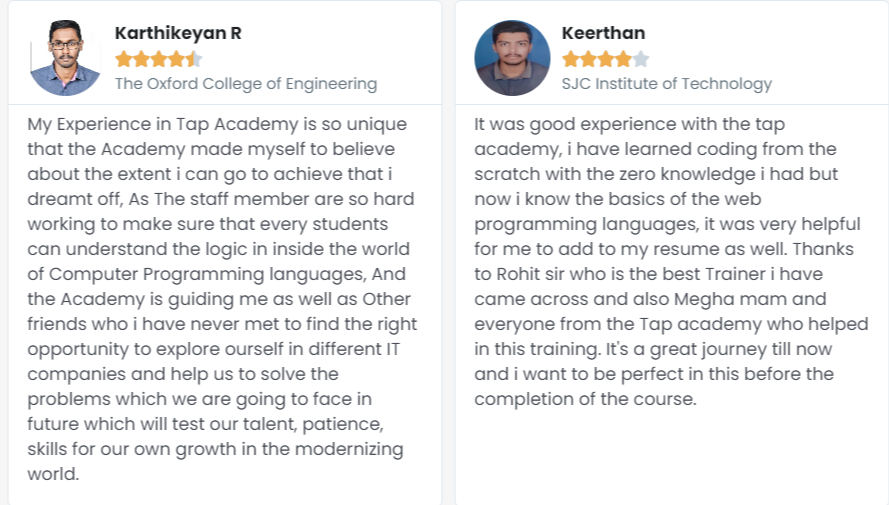 Karthikeyan R
The Oxford College of Engineering
My Experience in Tap Academy is so unique
that the Academy made myself to believe
about the extent i can go to achieve that i
dreamt off, As The staff member are so hard
working to make sure that every students
can understand the logic in inside the world
of Computer Programming languages, And
the Academy is guiding me as well as Other
friends who i have never met to find the right
opportunity to explore ourself in different IT
companies and help us to solve the
problems which we are going to face in
future which will test our talent, patience,
skills for our own growth in the modernizing
world.
Keerthan
SJC Institute of Technology
It was good experience with the tap
academy, i have learned coding from the
scratch with the zero knowledge i had but
now i know the basics of the web
programming languages, it was very helpful
for me to add to my resume as well. Thanks
to Rohit sir who is the best Trainer i have
came across and also Megha mam and
everyone from the Tap academy who helped
in this training. It's a great journey till now
and i want to be perfect in this before the
completion of the course.